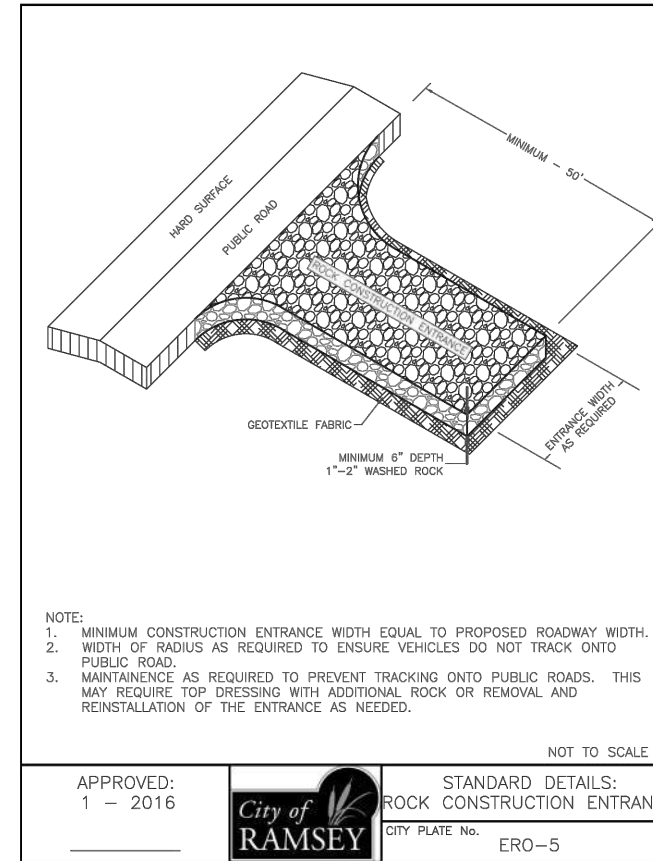 MINIMUM - 50'
HARD SURFACE
PUBLIC ROAD
ROCK CONSTRUCTION ENTRANCE
ENTRANCE WIDTH
AS REQUIRED
GEOTEXTILE FABRIC
MINIMUM 6" DEPTH
1"-2" WASHED ROCK
NOTE:
1. MINIMUM CONSTRUCTION ENTRANCE WIDTH EQUAL TO PROPOSED ROADWAY WIDTH.
2. WIDTH OF RADIUS AS REQUIRED TO ENSURE VEHICLES DO NOT TRACK ONTO
PUBLIC ROAD.
3. MAINTAINENCE AS REQUIRED TO PREVENT TRACKING ONTO PUBLIC ROADS. THIS
MAY REQUIRE TOP DRESSING WITH ADDITIONAL ROCK OR REMOVAL AND
REINSTALLATION OF THE ENTRANCE AS NEEDED.
NOT TO SCALE
APPROVED:
1 - 2016
City of
RAMSEY
STANDARD DETAILS:
ROCK CONSTRUCTION ENTRAN
CITY PLATE No.
ERO-5